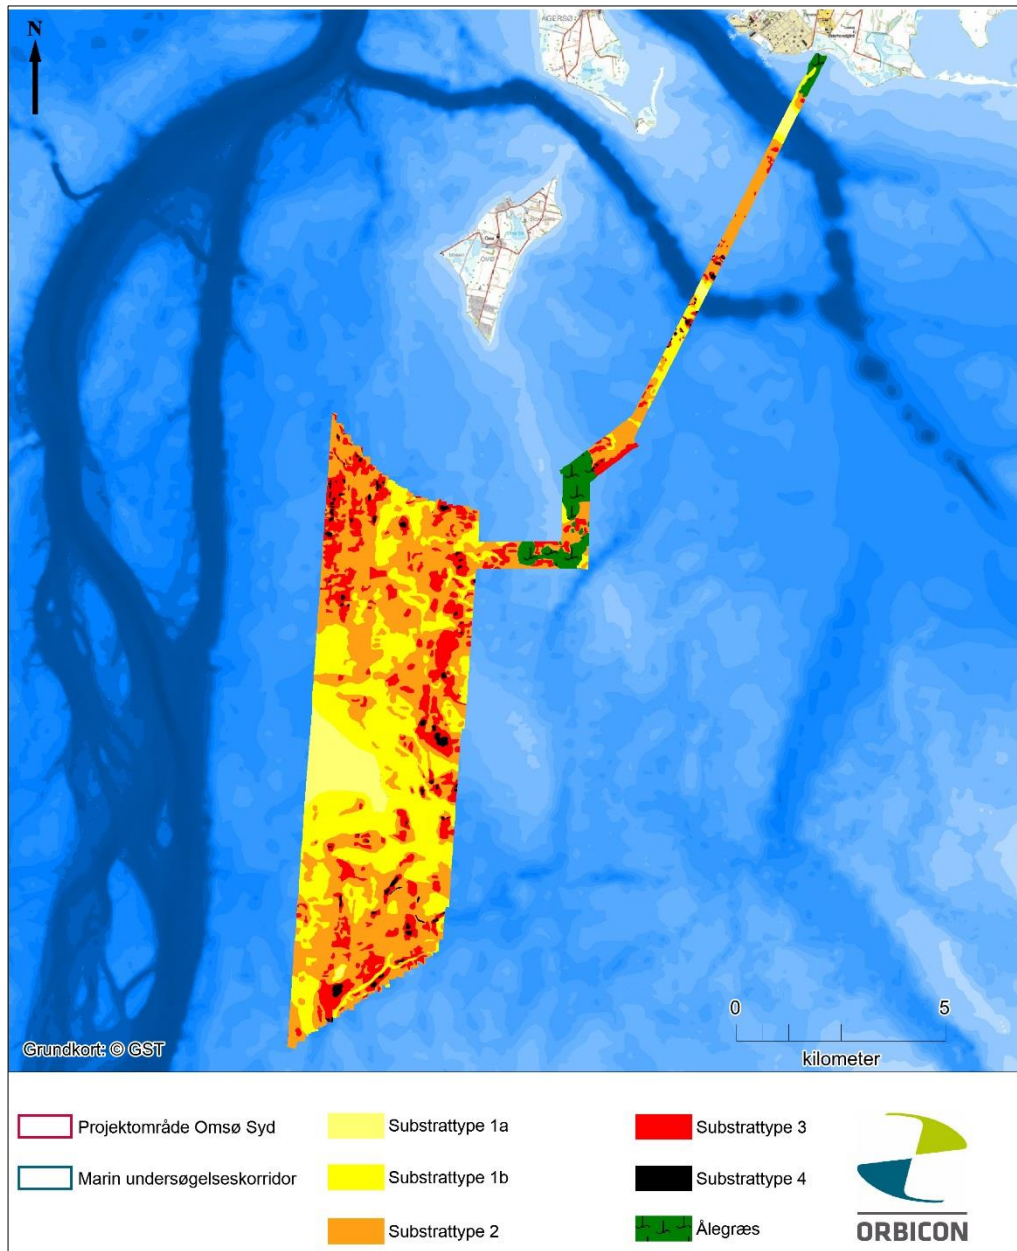 N
AGERSØ
OMØ
Grundkort: © GST
0 5
kilometer
Projektområde Omsø Syd
Marin undersøgelseskorridor
Substrattype 1a
Substrattype 1b
Substrattype 2
Substrattype 3
Substrattype 4
Ålegræs
ORBICON